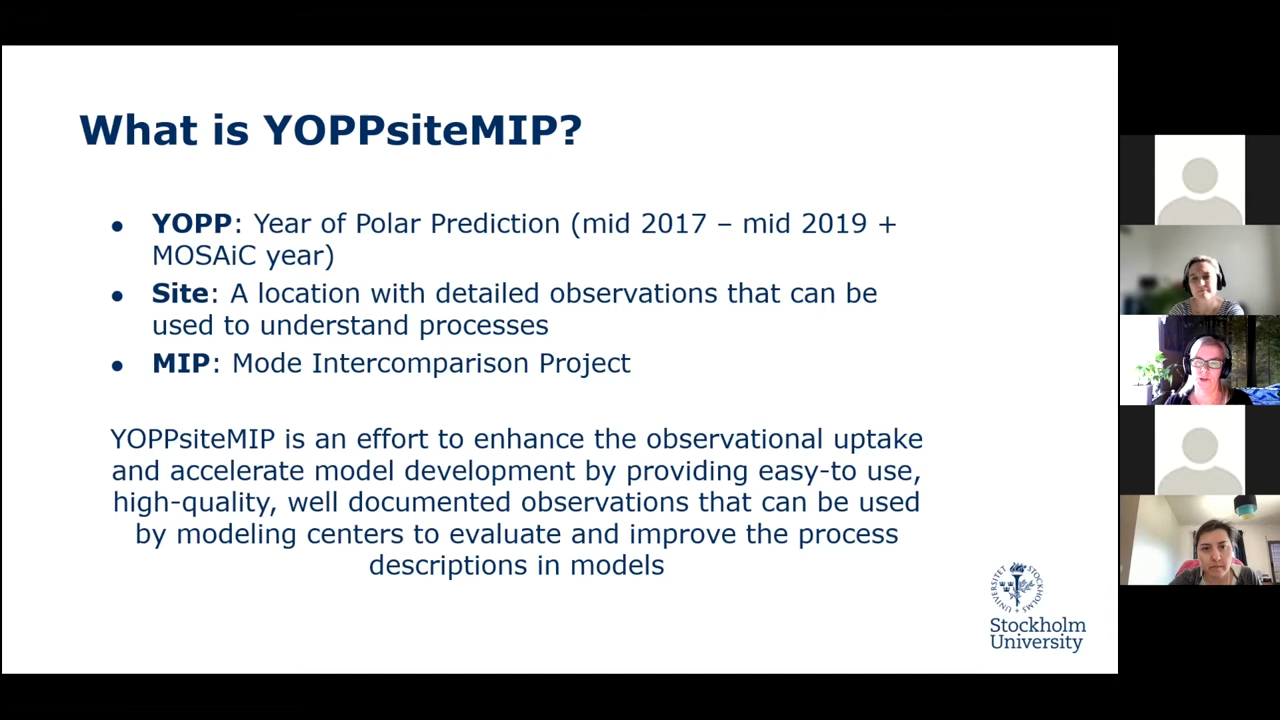 What is YOPPsiteMIP?
● YOPP: Year of Polar Prediction (mid 2017 – mid 2019 +
MOSAiC year)
● Site: A location with detailed observations that can be
used to understand processes
● MIP: Mode Intercomparison Project
YOPPsiteMIP is an effort to enhance the observational uptake
and accelerate model development by providing easy-to use,
high-quality, well documented observations that can be used
by modeling centers to evaluate and improve the process
descriptions in models
STOCKHOLMS UNIVERSITET
Stockholm
University